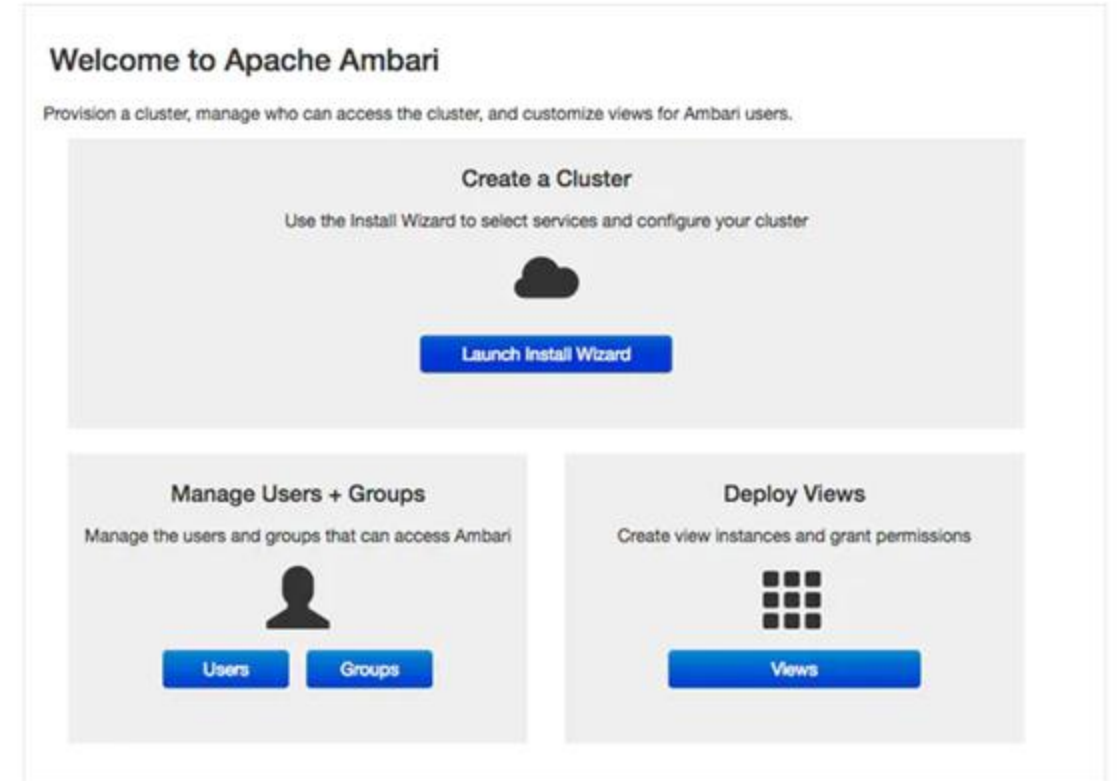 Welcome to Apache Ambari
Provision a cluster, manage who can access the cluster, and customize views for Ambari users.
Create a Cluster
Use the Install Wizard to select services and configure your cluster
Launch Install Wizard
Manage Users + Groups
Manage the users and groups that can access Ambari
Users
Groups
Deploy Views
Create view instances and grant permissions
Views